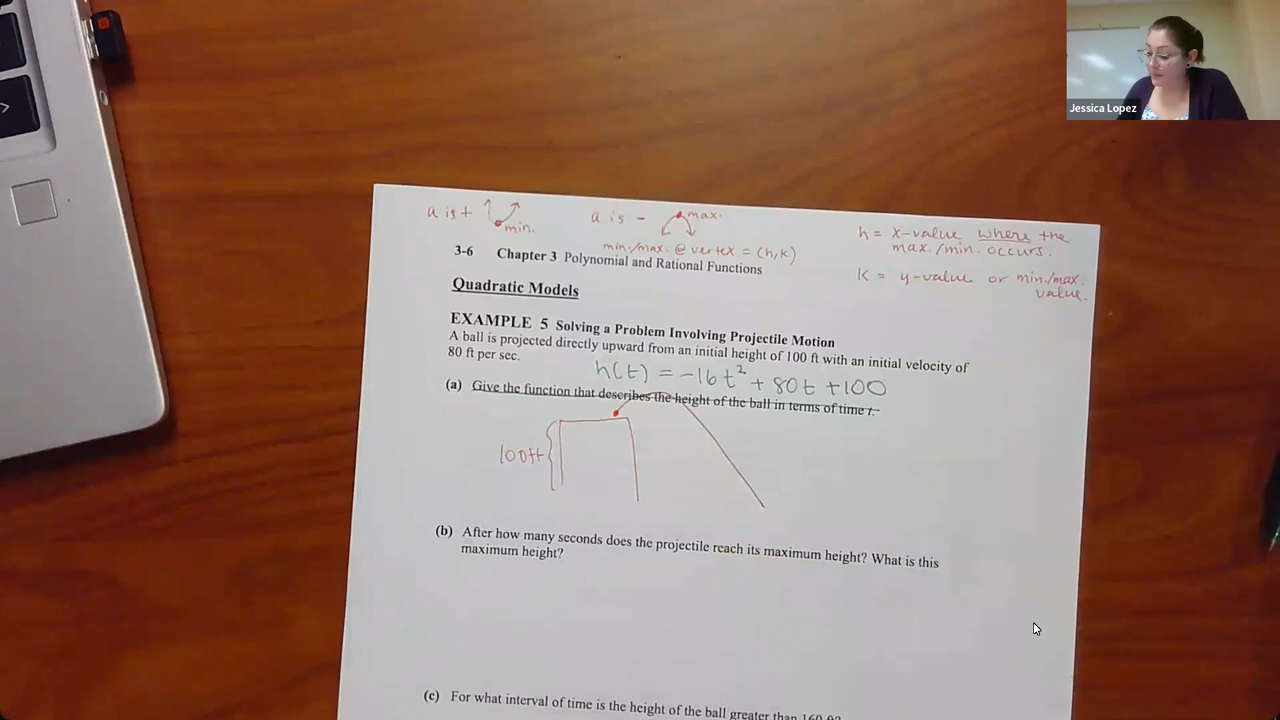 Jessica Lopez
a is + min.
a is - max.
min./max. @ vertex = (h,k)
h = x-value where the
max./min. occurs.
K = y-value or min./max.
value.
3-6 Chapter 3 Polynomial and Rational Functions
Quadratic Models
EXAMPLE 5 Solving a Problem Involving Projectile Motion
A ball is projected directly upward from an initial height of 100 ft with an initial velocity of
80 ft per sec.
h(t) = -16t² + 80t + 100
(a) Give the function that describes the height of the ball in terms of time t.
100ft
(b) After how many seconds does the projectile reach its maximum height? What is this
maximum height?
(c) For what interval of time is the height of the ball greater than 160